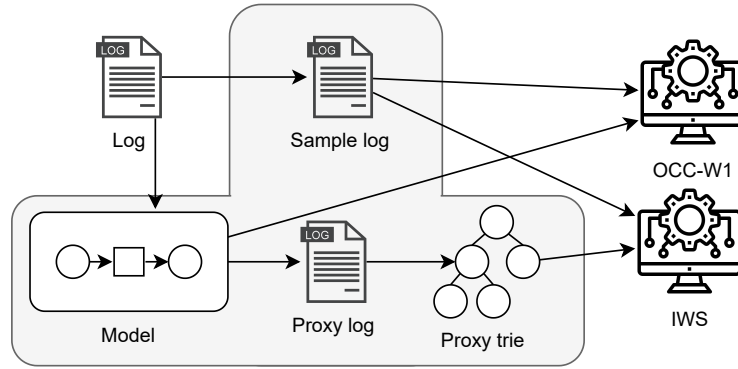 LOG
LOG
Log
Sample log
OCC-W1
LOG
Model
Proxy log
Proxy trie
IWS